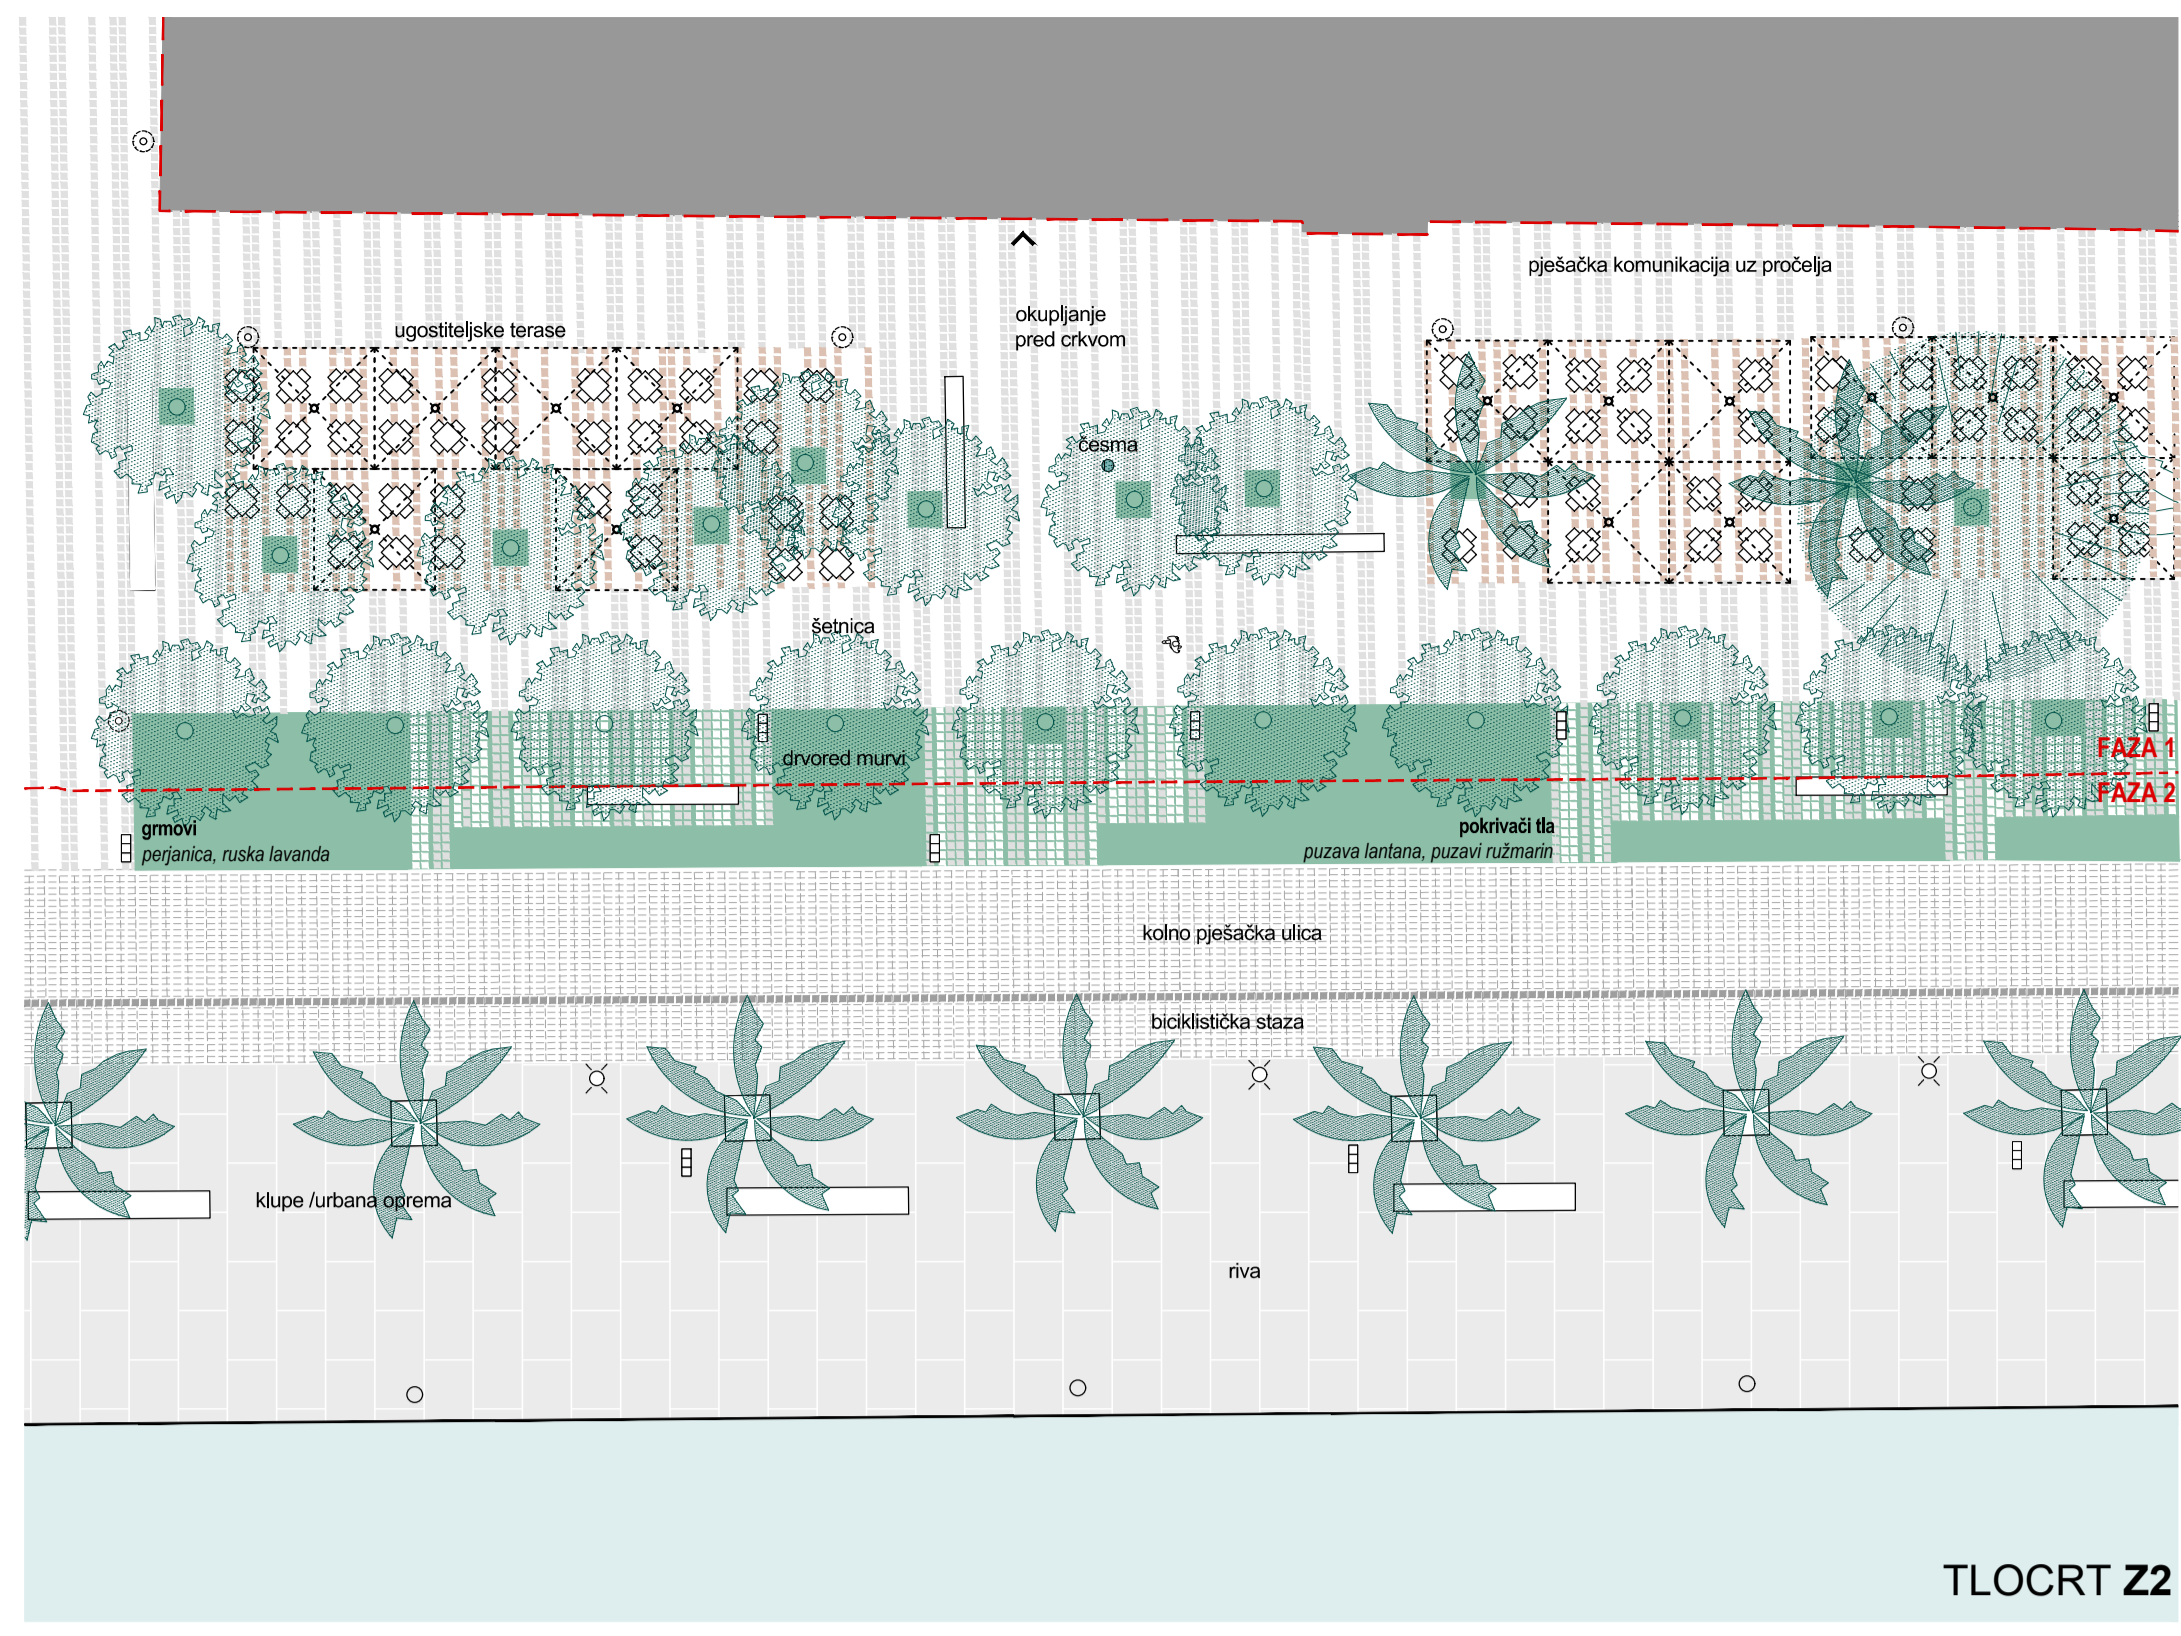 pješačka komunikacija uz pročelja
okupljanje
pred crkvom
ugostiteljske terase
česma
šetnica
FAZA 1
drvored murvi
FAZA 2
grmovi
perjanica, ruska lavanda
pokrivači tla
puzava lantana, puzavi ružmarin
kolno pješačka ulica
biciklistička staza
klupe /urbana oprema
riva
TLOCRT Z2